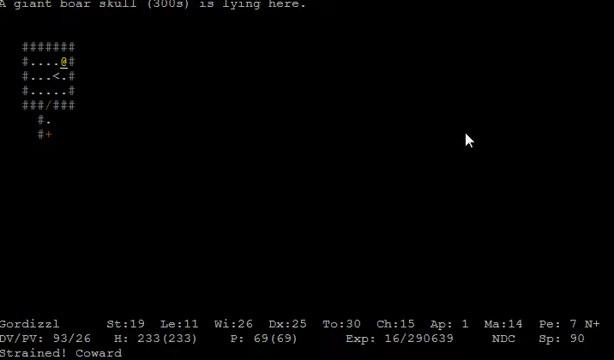 A giant boar skull (300s) is lying here.
#######
#....@#
#...<.#
#.....#
###/###
#.
#+
Gordizzl St:19 Le:11 Wi:26 Dx:25 To:30 Ch:15 Ap: 1 Ma:14 Pe: 7 N+
DV/PV: 93/26 H: 233(233) P: 69(69) Exp: 16/290639 NDC Sp: 90
Strained! Coward